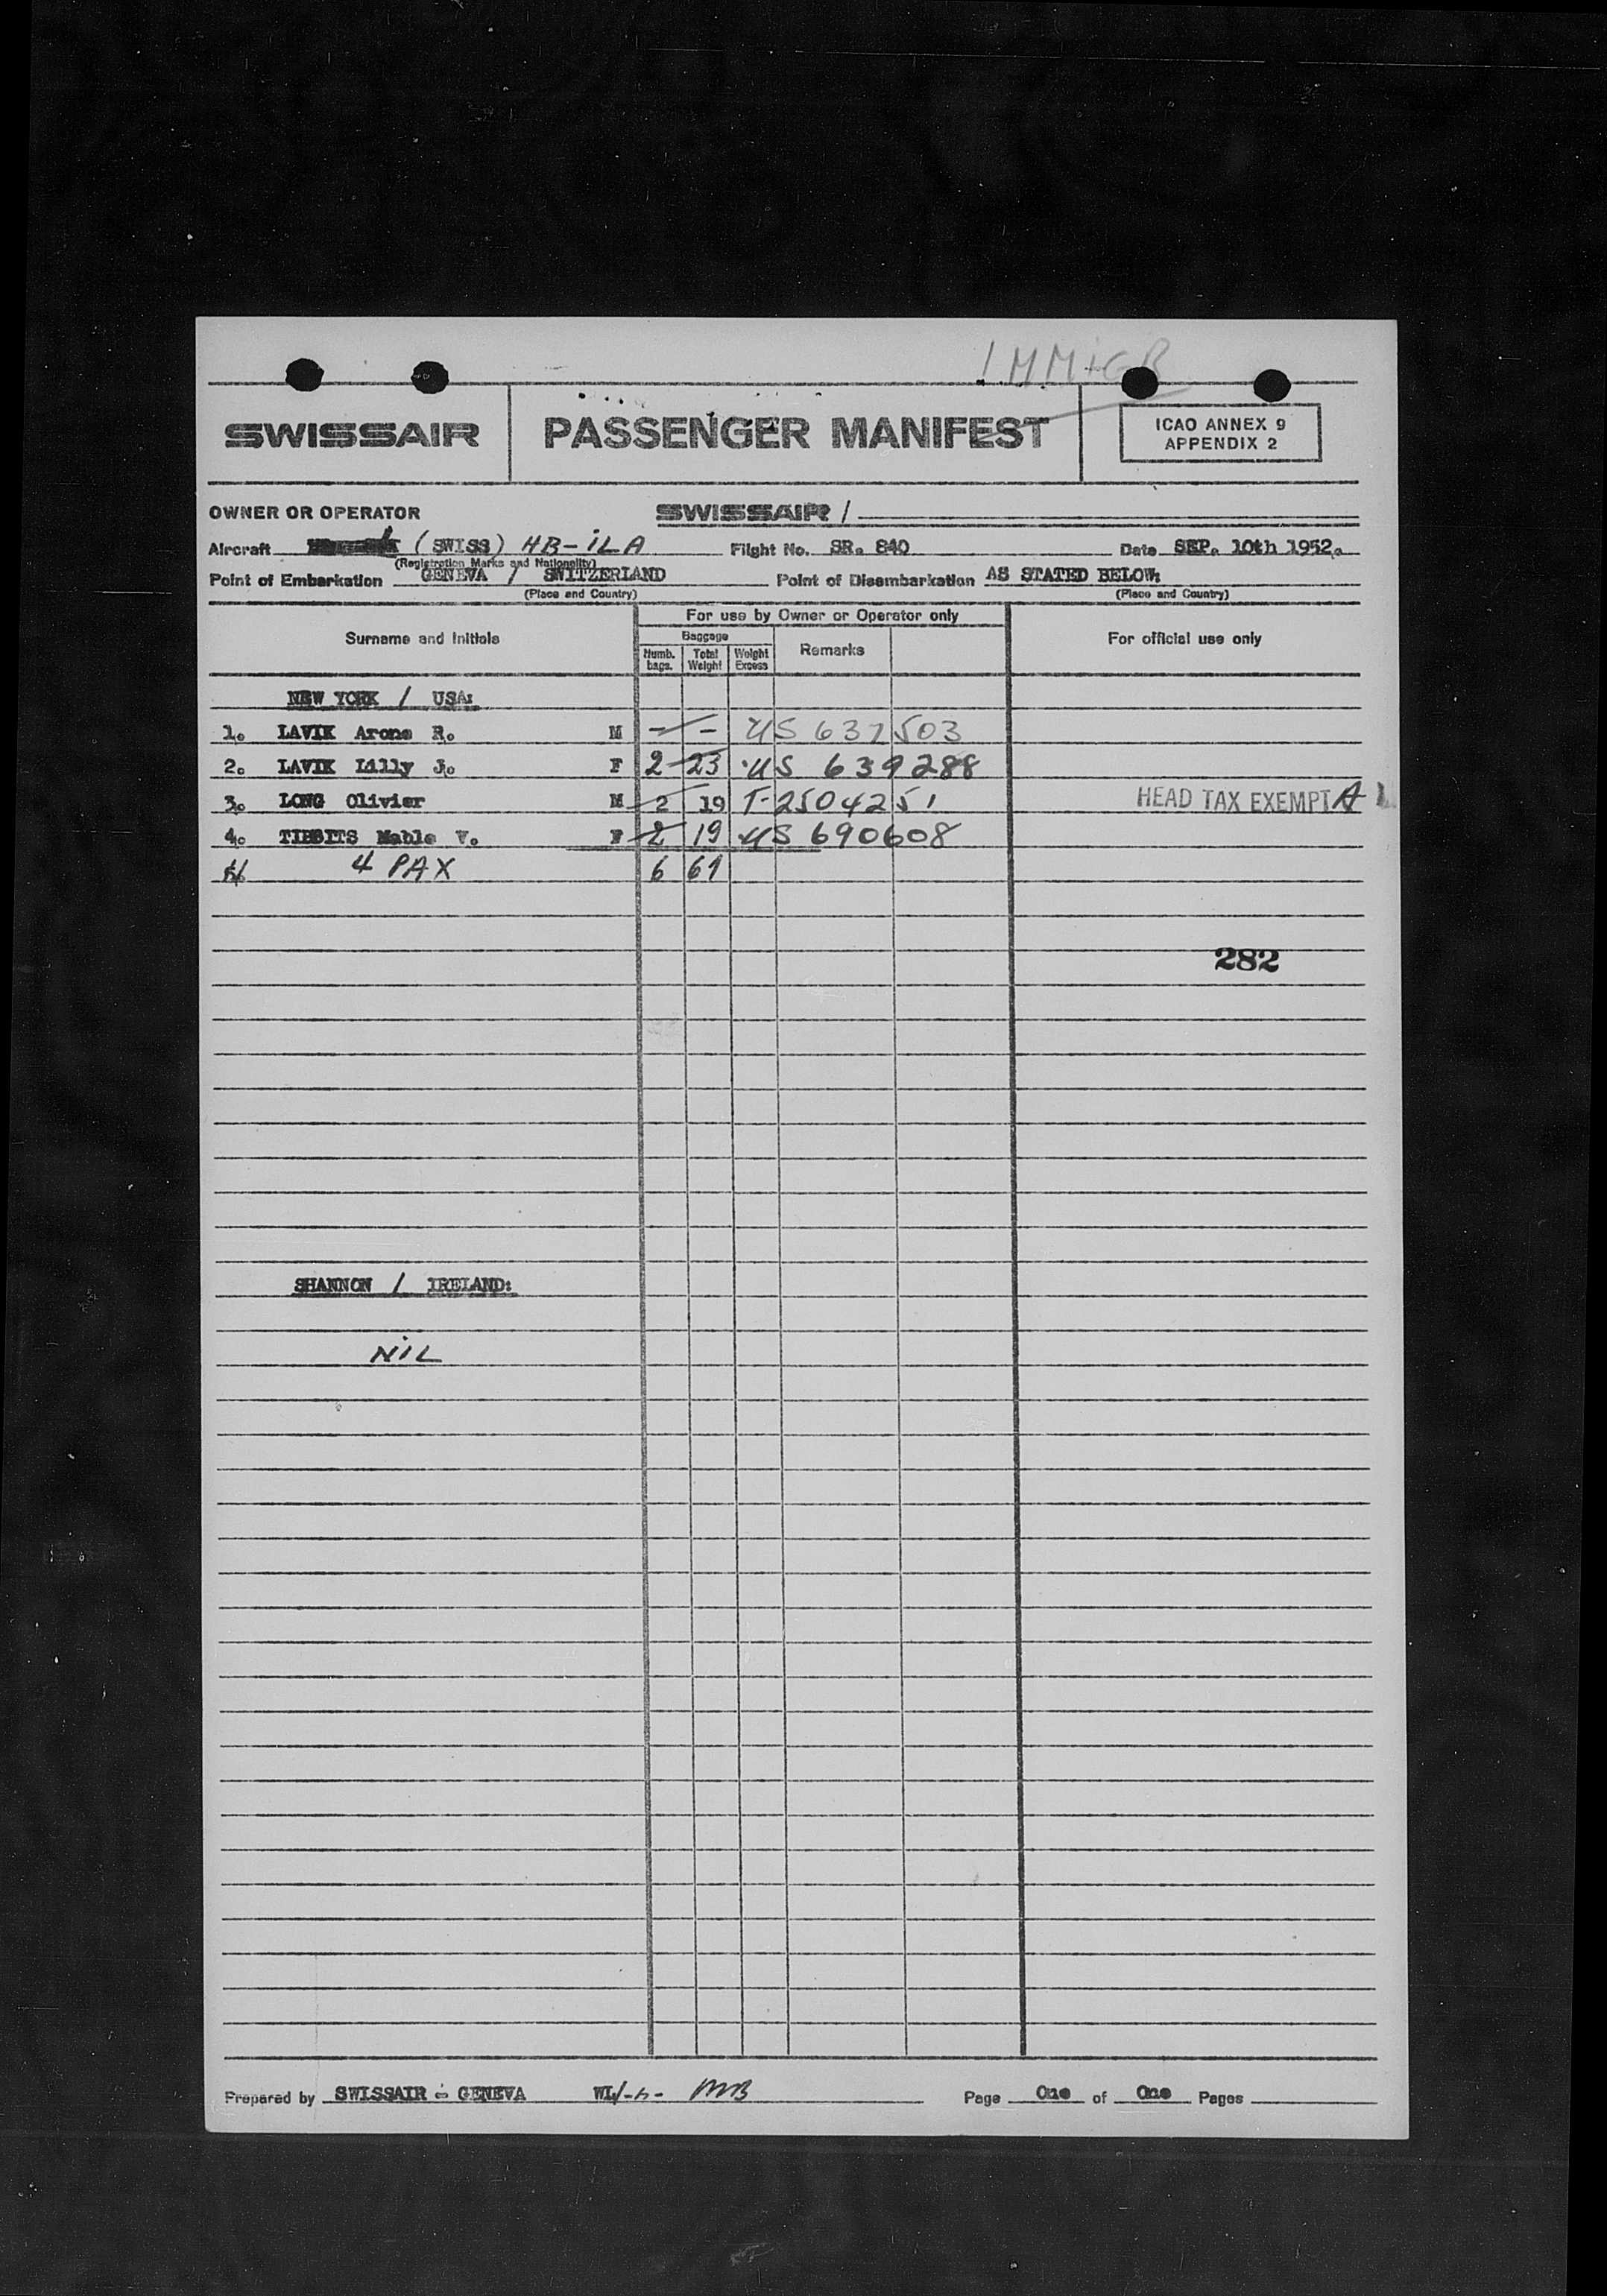 IMMIGR
SWISSAIR
PASSENGER MANIFEST
ICAO ANNEX 9
APPENDIX 2
OWNER OR OPERATOR SWISSAIR /
Aircraft (SWISS) HB-iLA Flight No. SR. 840 Date SEP. 10th 1952.
(Registration Marks and Nationality)
Point of Embarkation GENEVA / SWITZERLAND Point of Disembarkation AS STATED BELOW:
(Place and Country) (Place and Country)
Surname and Initials
For use by Owner or Operator only
Baggage
Numb. bags. Total Weight Weight Excess
Remarks
For official use only
NEW YORK / USA:
1. LAVIK Arone R. M - - US 637503
2. LAVIK Lilly J. F 2 23 US 639288
3. LONG Olivier M 2 19 T-2504251 HEAD TAX EXEMPT A
4. TIBBITS Mable V. F 2 19 US 690608
4 PAX 6 61
282
SHANNON / IRELAND:
NiL
Prepared by SWISSAIR - GENEVA WL/-h- MB Page One of One Pages